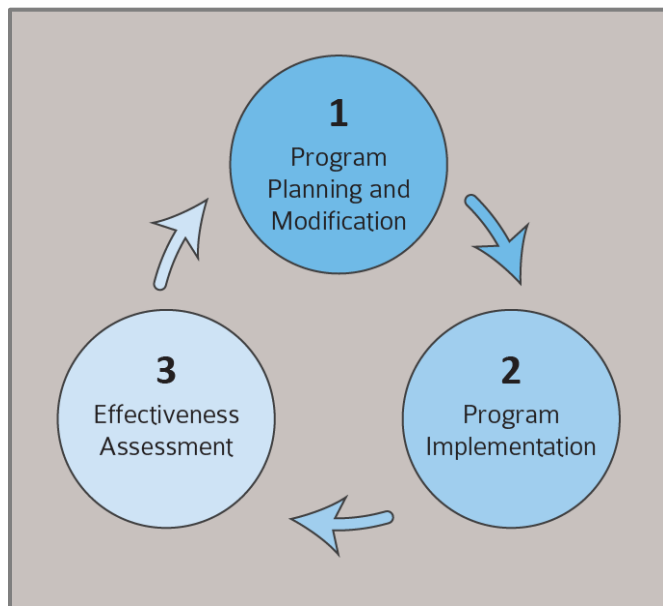 1
Program
Planning and
Modification
2
Program
Implementation
3
Effectiveness
Assessment